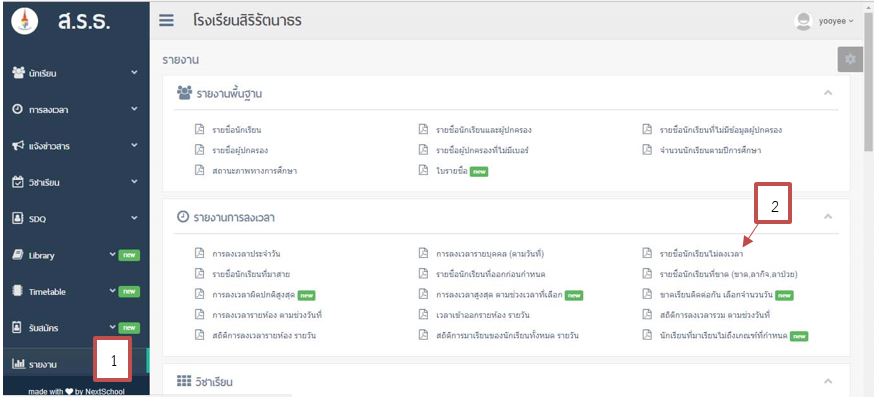 ส.ร.ธ. โรงเรียนสิริรัตนาธร yooyee
นักเรียน
การลงเวลา
แจ้งข่าวสาร
วิชาเรียน
SDQ
Library new
Timetable new
รับสมัคร new
รายงาน 1
made with by NextSchool
รายงาน
รายงานพื้นฐาน
รายชื่อนักเรียน รายชื่อนักเรียนและผู้ปกครอง รายชื่อนักเรียนที่ไม่มีข้อมูลผู้ปกครอง
รายชื่อผู้ปกครอง รายชื่อผู้ปกครองที่ไม่มีเบอร์ จำนวนนักเรียนตามปีการศึกษา
สถานะภาพทางการศึกษา ใบรายชื่อ new
2
รายงานการลงเวลา
การลงเวลาประจำวัน การลงเวลารายบุคคล (ตามวันที่) รายชื่อนักเรียนไม่ลงเวลา
รายชื่อนักเรียนที่มาสาย รายชื่อนักเรียนที่ออกก่อนกำหนด รายชื่อนักเรียนที่ขาด (ขาด,ลากิจ,ลาป่วย)
การลงเวลาผิดปกติสูงสุด new การลงเวลาสูงสุด ตามช่วงเวลาที่เลือก new ขาดเรียนติดต่อกัน เลือกจำนวนวัน new
การลงเวลารายห้อง ตามช่วงวันที่ เวลาเข้าออกรายห้อง รายวัน สถิติการลงเวลารวม ตามช่วงวันที่
สถิติการลงเวลารายห้อง รายวัน สถิติการมาเรียนของนักเรียนทั้งหมด รายวัน นักเรียนที่มาเรียนไม่ถึงเกณฑ์ที่กำหนด new
วิชาเรียน